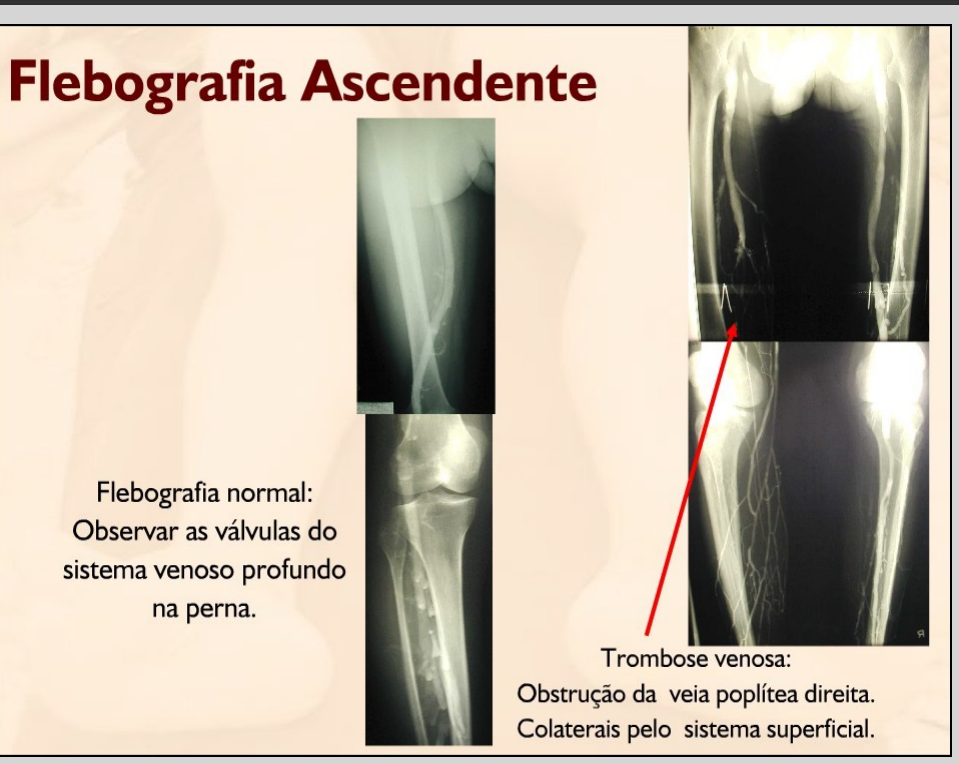 Flebografia Ascendente
Flebografia normal:
Observar as válvulas do
sistema venoso profundo
na perna.
Trombose venosa:
Obstrução da veia poplítea direita.
Colaterais pelo sistema superficial.